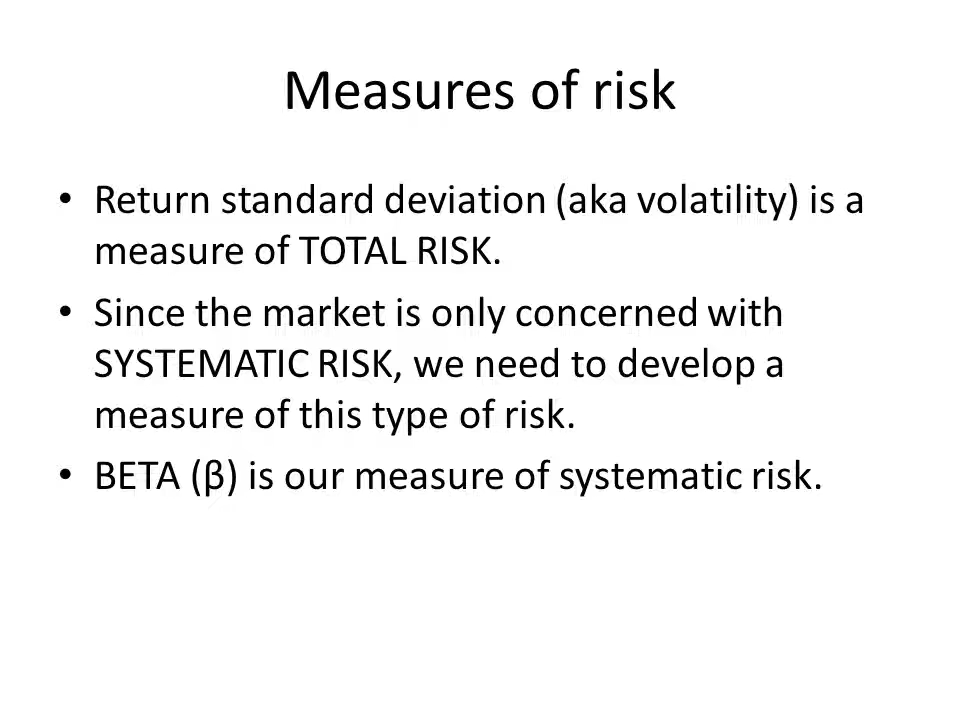 Measures of risk
• Return standard deviation (aka volatility) is a
measure of TOTAL RISK.
• Since the market is only concerned with
SYSTEMATIC RISK, we need to develop a
measure of this type of risk.
• BETA (β) is our measure of systematic risk.